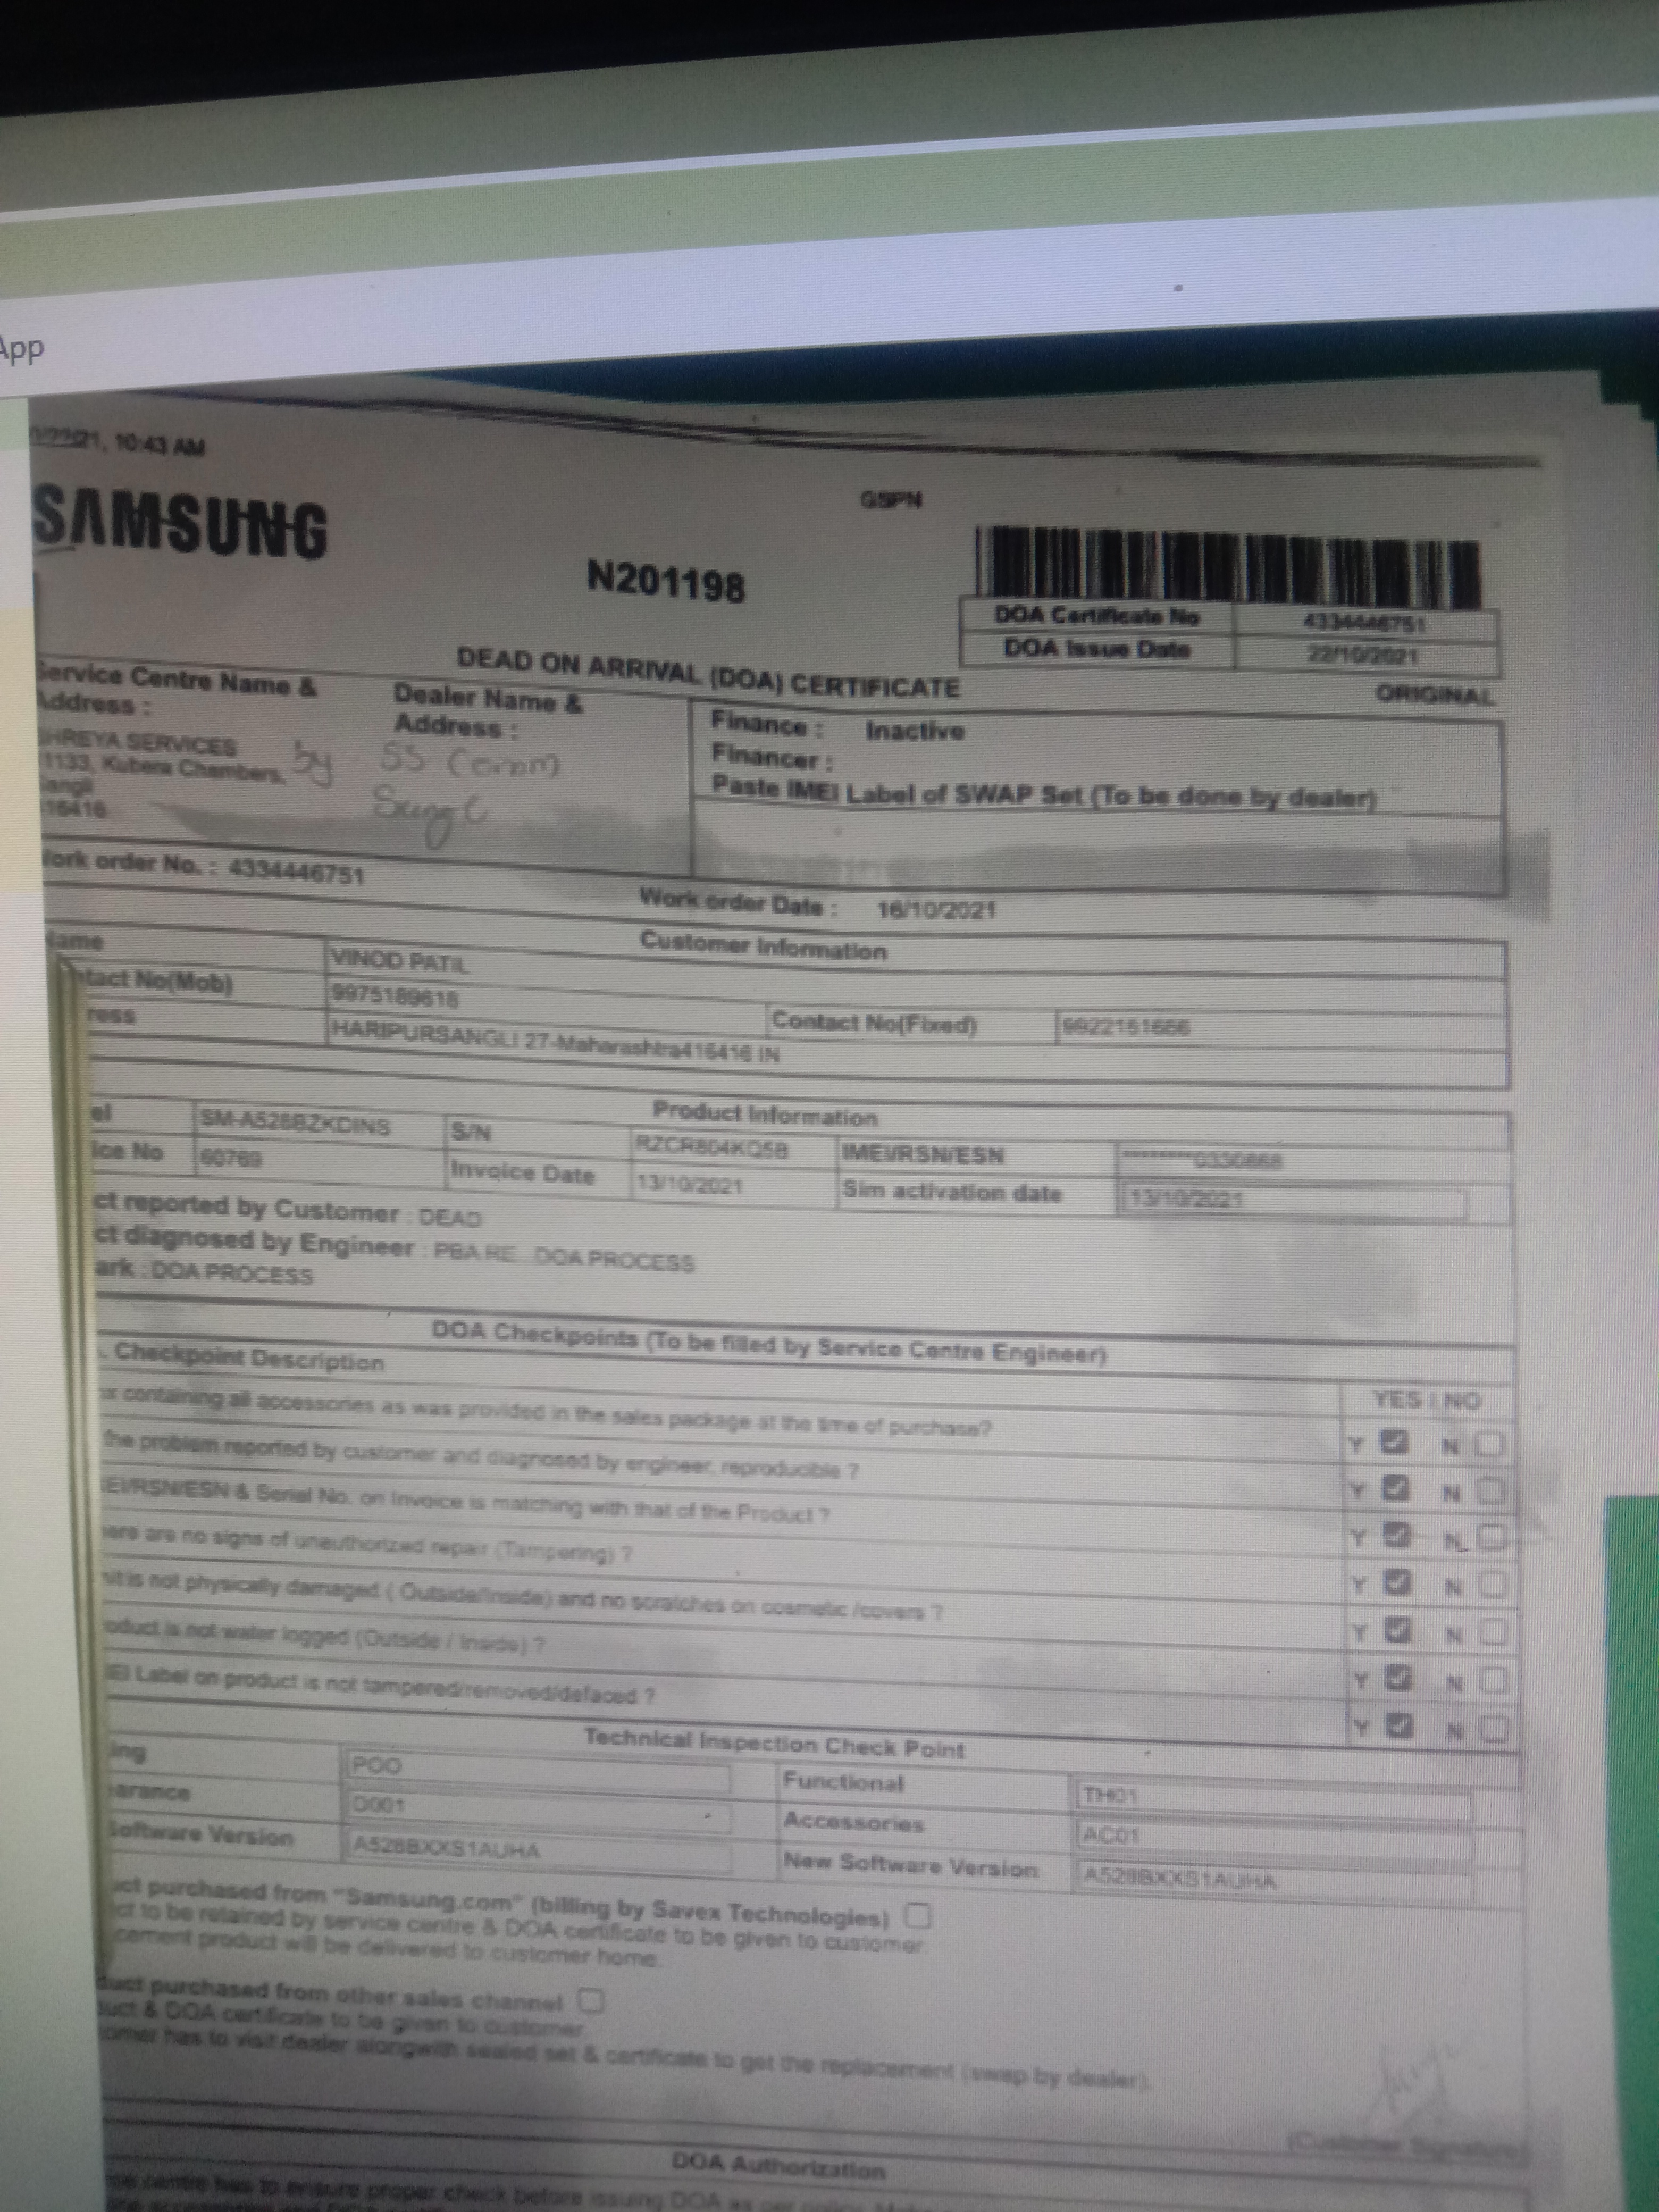 App
21, 10:43 AM
GSPN
SAMSUNG
N201198
DOA Certificate No 4334446751
DOA Issue Date 22/10/2021
DEAD ON ARRIVAL (DOA) CERTIFICATE
ORIGINAL
Service Centre Name & Address :
SHREYA SERVICES
1133, Kubera Chambers,
Sangli
416416
Dealer Name & Address :
by SS
Finance : Inactive
Financer :
Paste IMEI Label of SWAP Set (To be done by dealer)
Work order No. : 4334446751
Work order Date : 16/10/2021
Customer Information
Name VINOD PATIL
ntact No(Mob) 9975189618
Contact No(Fixed) 9922151666
ress HARIPURSANGLI 27-Maharashtra416416 IN
Product Information
el SM-A528BZKDINS S/N RZCR804KQ5B IMEI/RSN/ESN ********0330868
ice No 60769 Invoice Date 13/10/2021 Sim activation date 13/10/2021
ct reported by Customer : DEAD
ct diagnosed by Engineer : PBA RE.. DOA PROCESS
ark : DOA PROCESS
DOA Checkpoints (To be filled by Service Centre Engineer)
. Checkpoint Description YES / NO
ox containing all accessories as was provided in the sales package at the time of purchase? Y N
the problem reported by customer and diagnosed by engineer, reproducible ? Y N
EI/RSN/ESN & Serial No. on Invoice is matching with that of the Product ? Y N
here are no signs of unauthorized repair (Tampering) ? Y N
nit is not physically damaged ( Outside/Inside) and no scratches on cosmetic /covers ? Y N
oduct is not water logged (Outside / Inside) ? Y N
EI Label on product is not tampered/removed/defaced ? Y N
Technical Inspection Check Point
ing POO Functional TH01
arance D001 Accessories AC01
Software Version A528BXXS1AUHA New Software Version A528BXXS1AUHA
uct purchased from "Samsung.com" (billing by Savex Technologies)
ct to be retained by service centre & DOA certificate to be given to customer.
cement product will be delivered to customer home.
duct purchased from other sales channel
duct & DOA certificate to be given to customer.
omer has to visit dealer alongwith sealed set & certificate to get the replacement (swap by dealer).
(Customer Signature)
DOA Authorization
centre has to ensure proper check before issuing DOA as per policy.